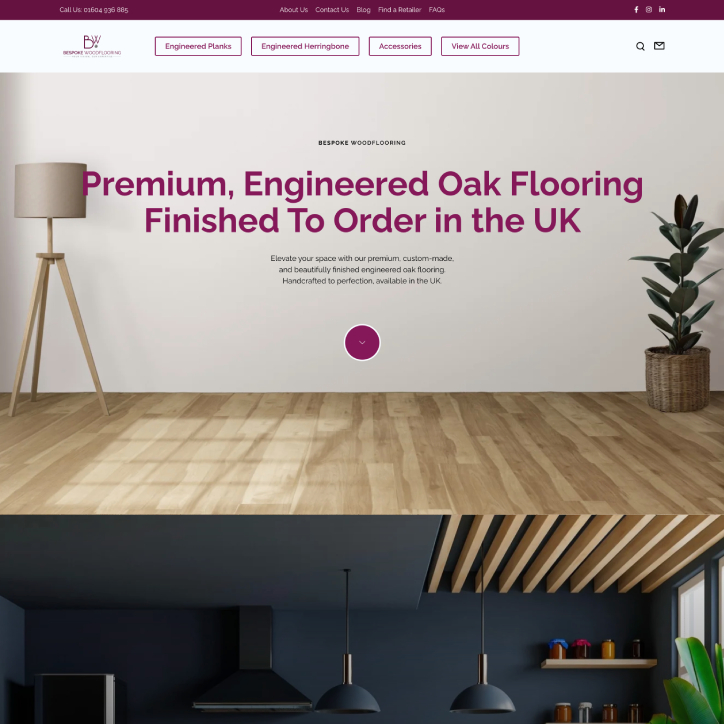 Call Us: 01604 936 885
About Us Contact Us Blog Find a Retailer FAQs
BW
BESPOKE WOODFLOORING
Engineered Planks
Engineered Herringbone
Accessories
View All Colours
BESPOKE WOODFLOORING
Premium, Engineered Oak Flooring
Finished To Order in the UK
Elevate your space with our premium, custom-made,
and beautifully finished engineered oak flooring.
Handcrafted to perfection, available in the UK.